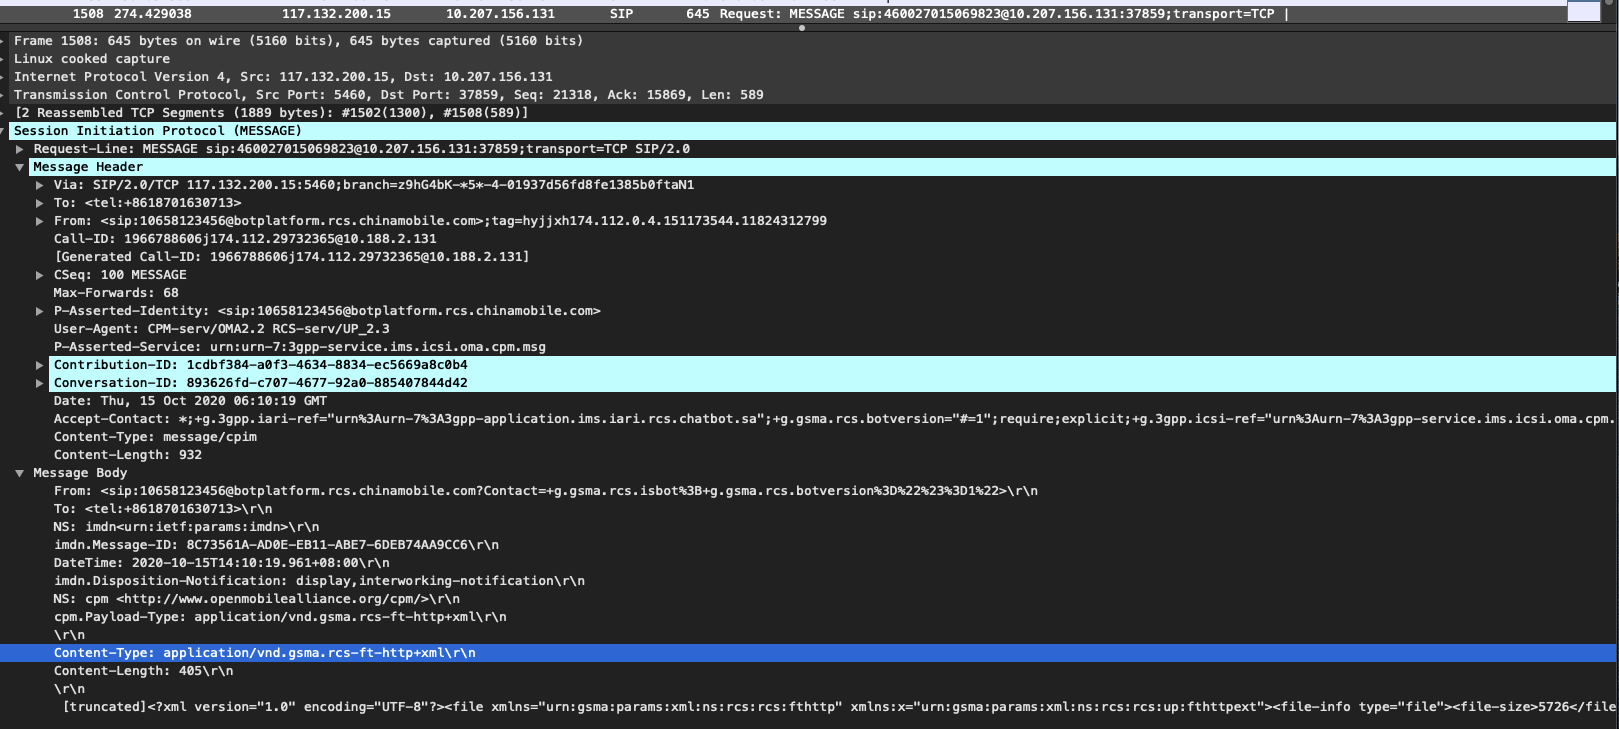 1508 274.429038 117.132.200.15 10.207.156.131 SIP 645 Request: MESSAGE sip:460027015069823@10.207.156.131:37859;transport=TCP |
Frame 1508: 645 bytes on wire (5160 bits), 645 bytes captured (5160 bits)
Linux cooked capture
Internet Protocol Version 4, Src: 117.132.200.15, Dst: 10.207.156.131
Transmission Control Protocol, Src Port: 5460, Dst Port: 37859, Seq: 21318, Ack: 15869, Len: 589
[2 Reassembled TCP Segments (1889 bytes): #1502(1300), #1508(589)]
Session Initiation Protocol (MESSAGE)
Request-Line: MESSAGE sip:460027015069823@10.207.156.131:37859;transport=TCP SIP/2.0
Message Header
Via: SIP/2.0/TCP 117.132.200.15:5460;branch=z9hG4bK-*5*-4-01937d56fd8fe1385b0ftaN1
To: <tel:+8618701630713>
From: <sip:10658123456@botplatform.rcs.chinamobile.com>;tag=hyjjxh174.112.0.4.151173544.11824312799
Call-ID: 1966788606j174.112.29732365@10.188.2.131
[Generated Call-ID: 1966788606j174.112.29732365@10.188.2.131]
CSeq: 100 MESSAGE
Max-Forwards: 68
P-Asserted-Identity: <sip:10658123456@botplatform.rcs.chinamobile.com>
User-Agent: CPM-serv/OMA2.2 RCS-serv/UP_2.3
P-Asserted-Service: urn:urn-7:3gpp-service.ims.icsi.oma.cpm.msg
Contribution-ID: 1cdbf384-a0f3-4634-8834-ec5669a8c0b4
Conversation-ID: 893626fd-c707-4677-92a0-885407844d42
Date: Thu, 15 Oct 2020 06:10:19 GMT
Accept-Contact: *;+g.3gpp.iari-ref="urn%3Aurn-7%3A3gpp-application.ims.iari.rcs.chatbot.sa";+g.gsma.rcs.botversion="#=1";require;explicit;+g.3gpp.icsi-ref="urn%3Aurn-7%3A3gpp-service.ims.icsi.oma.cpm.
Content-Type: message/cpim
Content-Length: 932
Message Body
From: <sip:10658123456@botplatform.rcs.chinamobile.com?Contact=+g.gsma.rcs.isbot%3B+g.gsma.rcs.botversion%3D%22%23%3D1%22>\r\n
To: <tel:+8618701630713>\r\n
NS: imdn<urn:ietf:params:imdn>\r\n
imdn.Message-ID: 8C73561A-AD0E-EB11-ABE7-6DEB74AA9CC6\r\n
DateTime: 2020-10-15T14:10:19.961+08:00\r\n
imdn.Disposition-Notification: display,interworking-notification\r\n
NS: cpm <http://www.openmobilealliance.org/cpm/>\r\n
cpm.Payload-Type: application/vnd.gsma.rcs-ft-http+xml\r\n
\r\n
Content-Type: application/vnd.gsma.rcs-ft-http+xml\r\n
Content-Length: 405\r\n
\r\n
[truncated]<?xml version="1.0" encoding="UTF-8"?><file xmlns="urn:gsma:params:xml:ns:rcs:rcs:fthttp" xmlns:x="urn:gsma:params:xml:ns:rcs:rcs:up:fthttpext"><file-info type="file"><file-size>5726</file